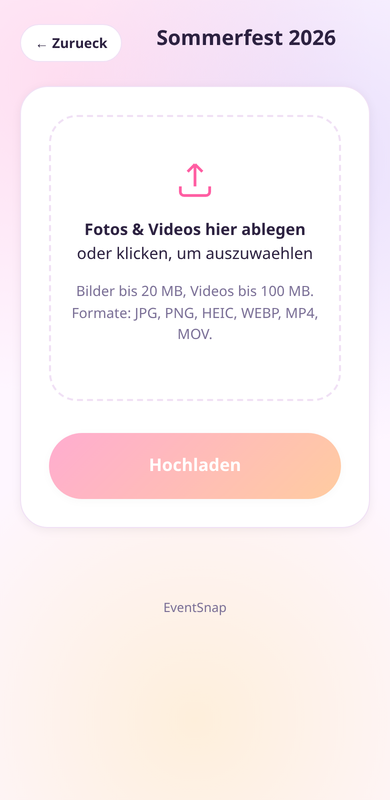 ← Zurueck
Sommerfest 2026
Fotos & Videos hier ablegen
oder klicken, um auszuwaehlen
Bilder bis 20 MB, Videos bis 100 MB.
Formate: JPG, PNG, HEIC, WEBP, MP4,
MOV.
Hochladen
EventSnap